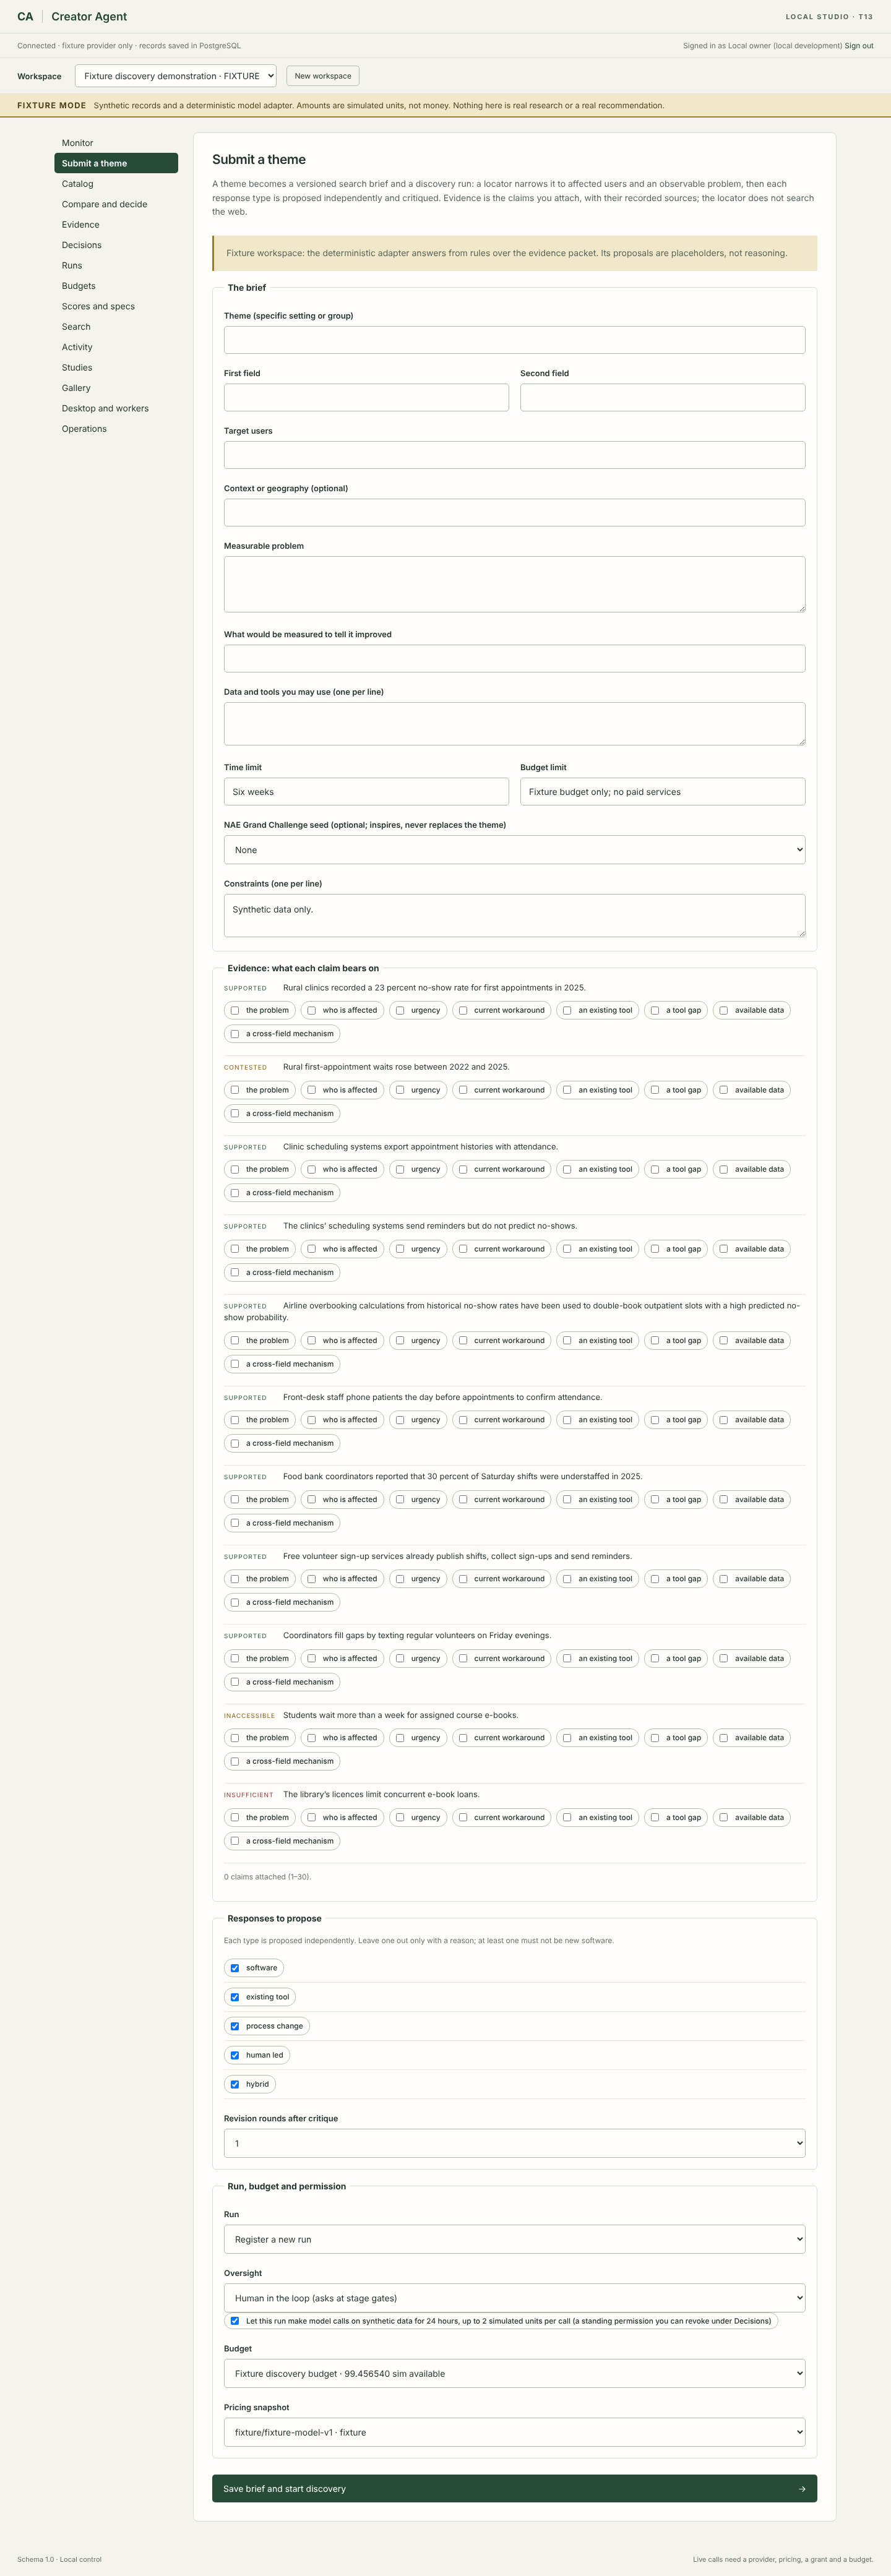 CA Creator Agent
LOCAL STUDIO · T13
Connected · fixture provider only · records saved in PostgreSQL
Signed in as Local owner (local development) Sign out
Workspace Fixture discovery demonstration · FIXTURE New workspace
FIXTURE MODE Synthetic records and a deterministic model adapter. Amounts are simulated units, not money. Nothing here is real research or a real recommendation.
Monitor
Submit a theme
Catalog
Compare and decide
Evidence
Decisions
Runs
Budgets
Scores and specs
Search
Activity
Studies
Gallery
Desktop and workers
Operations
Submit a theme
A theme becomes a versioned search brief and a discovery run: a locator narrows it to affected users and an observable problem, then each
response type is proposed independently and critiqued. Evidence is the claims you attach, with their recorded sources; the locator does not search
the web.
Fixture workspace: the deterministic adapter answers from rules over the evidence packet. Its proposals are placeholders, not reasoning.
The brief
Theme (specific setting or group)
First field Second field
Target users
Context or geography (optional)
Measurable problem
What would be measured to tell it improved
Data and tools you may use (one per line)
Time limit Budget limit
Six weeks Fixture budget only; no paid services
NAE Grand Challenge seed (optional; inspires, never replaces the theme)
None
Constraints (one per line)
Synthetic data only.
Evidence: what each claim bears on
SUPPORTED Rural clinics recorded a 23 percent no-show rate for first appointments in 2025.
the problem who is affected urgency current workaround an existing tool a tool gap available data
a cross-field mechanism
CONTESTED Rural first-appointment waits rose between 2022 and 2025.
the problem who is affected urgency current workaround an existing tool a tool gap available data
a cross-field mechanism
SUPPORTED Clinic scheduling systems export appointment histories with attendance.
the problem who is affected urgency current workaround an existing tool a tool gap available data
a cross-field mechanism
SUPPORTED The clinics' scheduling systems send reminders but do not predict no-shows.
the problem who is affected urgency current workaround an existing tool a tool gap available data
a cross-field mechanism
SUPPORTED Airline overbooking calculations from historical no-show rates have been used to double-book outpatient slots with a high predicted no-
show probability.
the problem who is affected urgency current workaround an existing tool a tool gap available data
a cross-field mechanism
SUPPORTED Front-desk staff phone patients the day before appointments to confirm attendance.
the problem who is affected urgency current workaround an existing tool a tool gap available data
a cross-field mechanism
SUPPORTED Food bank coordinators reported that 30 percent of Saturday shifts were understaffed in 2025.
the problem who is affected urgency current workaround an existing tool a tool gap available data
a cross-field mechanism
SUPPORTED Free volunteer sign-up services already publish shifts, collect sign-ups and send reminders.
the problem who is affected urgency current workaround an existing tool a tool gap available data
a cross-field mechanism
SUPPORTED Coordinators fill gaps by texting regular volunteers on Friday evenings.
the problem who is affected urgency current workaround an existing tool a tool gap available data
a cross-field mechanism
INACCESSIBLE Students wait more than a week for assigned course e-books.
the problem who is affected urgency current workaround an existing tool a tool gap available data
a cross-field mechanism
INSUFFICIENT The library's licences limit concurrent e-book loans.
the problem who is affected urgency current workaround an existing tool a tool gap available data
a cross-field mechanism
0 claims attached (1–30).
Responses to propose
Each type is proposed independently. Leave one out only with a reason; at least one must not be new software.
software
existing tool
process change
human led
hybrid
Revision rounds after critique
1
Run, budget and permission
Run
Register a new run
Oversight
Human in the loop (asks at stage gates)
Let this run make model calls on synthetic data for 24 hours, up to 2 simulated units per call (a standing permission you can revoke under Decisions)
Budget
Fixture discovery budget · 99.456540 sim available
Pricing snapshot
fixture/fixture-model-v1 · fixture
Save brief and start discovery →
Schema 1.0 · Local control
Live calls need a provider, pricing, a grant and a budget.